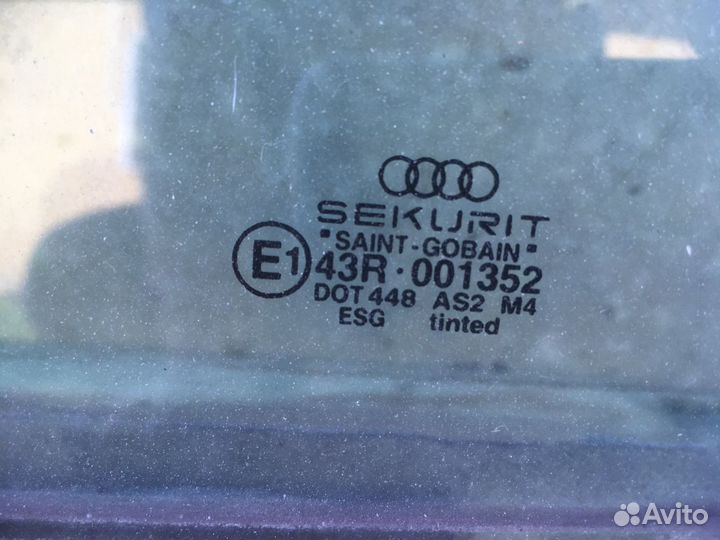 SEKURIT
"SAINT-GOBAIN"
E1 43R·001352
DOT 448 AS2 M4
ESG tinted
Avito